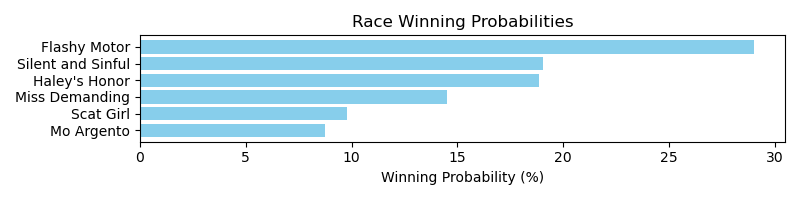 Race Winning Probabilities
Flashy Motor
Silent and Sinful
Haley's Honor
Miss Demanding
Scat Girl
Mo Argento
0 5 10 15 20 25 30
Winning Probability (%)